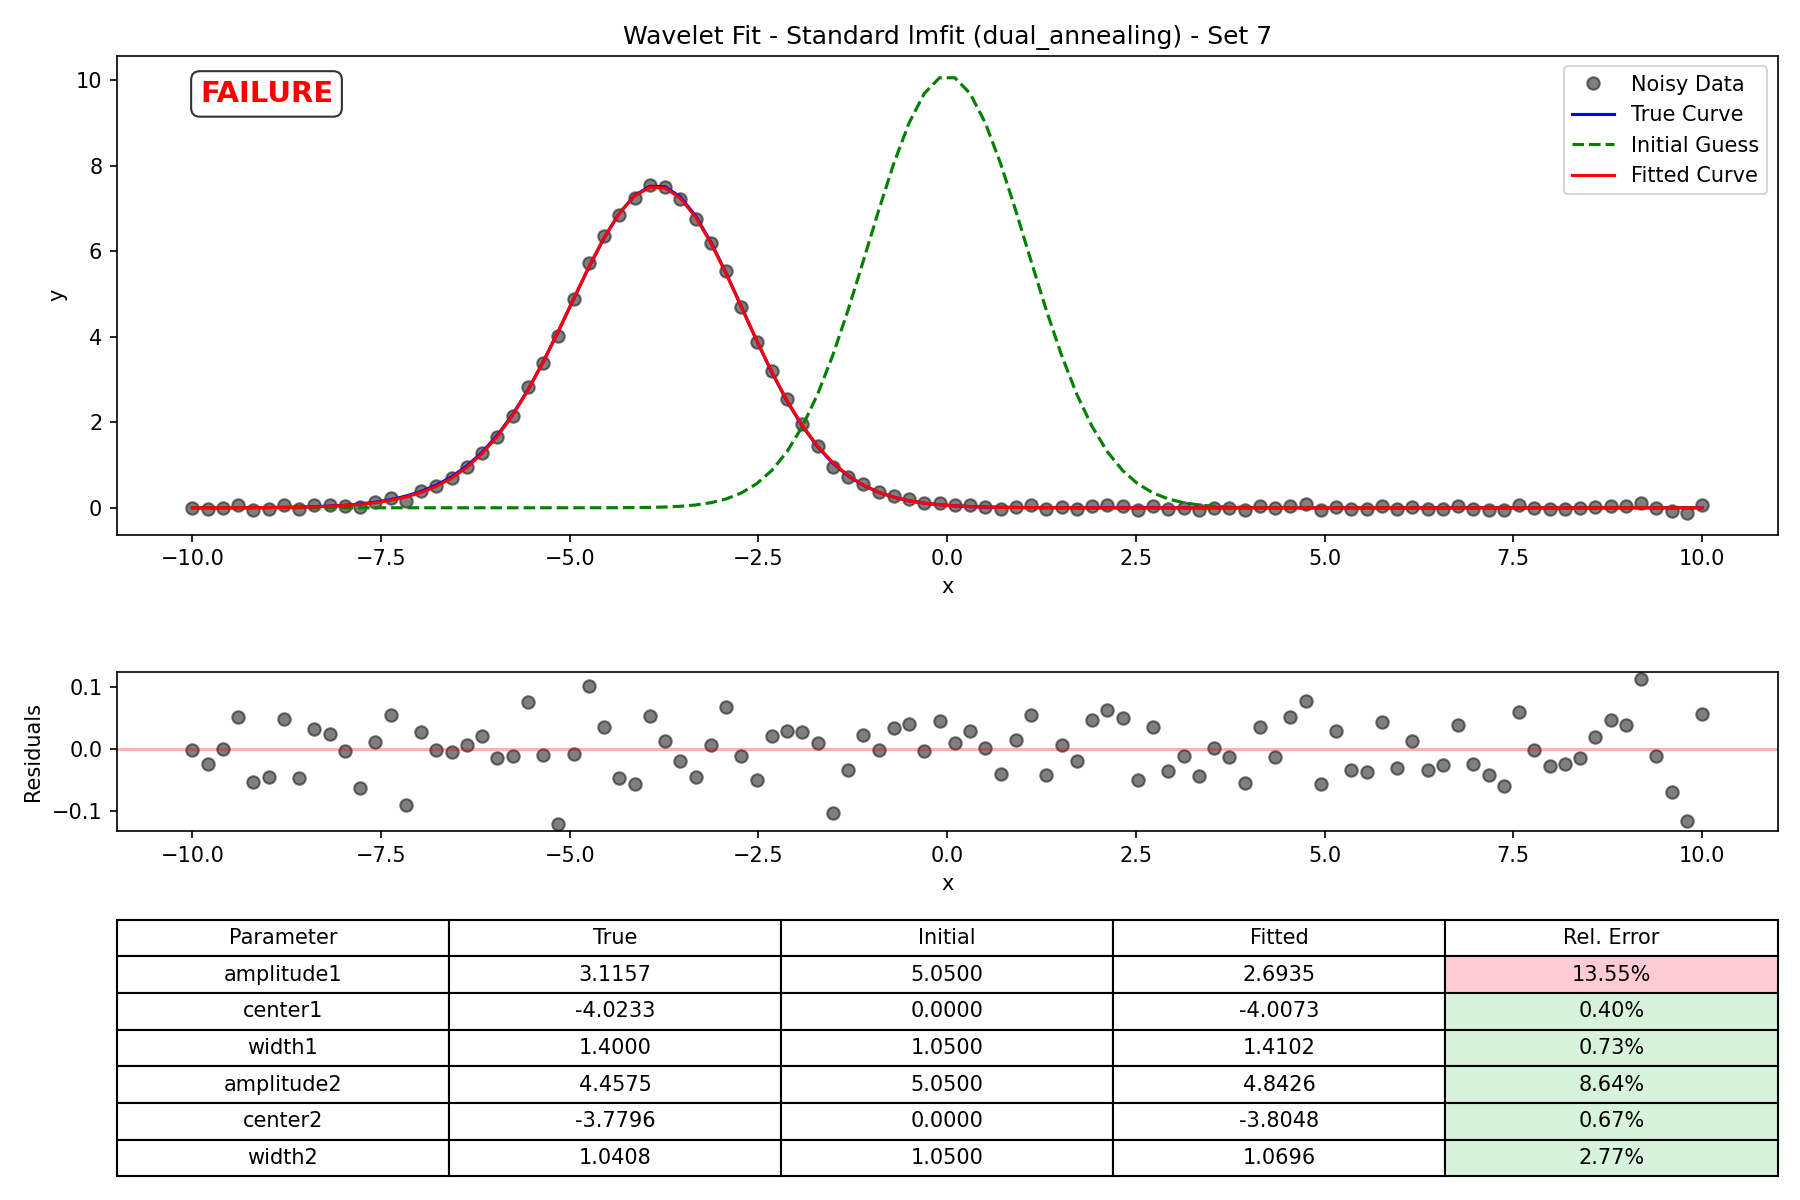 Wavelet Fit - Standard lmfit (dual_annealing) - Set 7
FAILURE
Noisy Data
True Curve
Initial Guess
Fitted Curve
10
8
6
4
2
0
y
−10.0 −7.5 −5.0 −2.5 0.0 2.5 5.0 7.5 10.0
x
0.1
0.0
−0.1
Residuals
−10.0 −7.5 −5.0 −2.5 0.0 2.5 5.0 7.5 10.0
x
Parameter True Initial Fitted Rel. Error
amplitude1 3.1157 5.0500 2.6935 13.55%
center1 -4.0233 0.0000 -4.0073 0.40%
width1 1.4000 1.0500 1.4102 0.73%
amplitude2 4.4575 5.0500 4.8426 8.64%
center2 -3.7796 0.0000 -3.8048 0.67%
width2 1.0408 1.0500 1.0696 2.77%